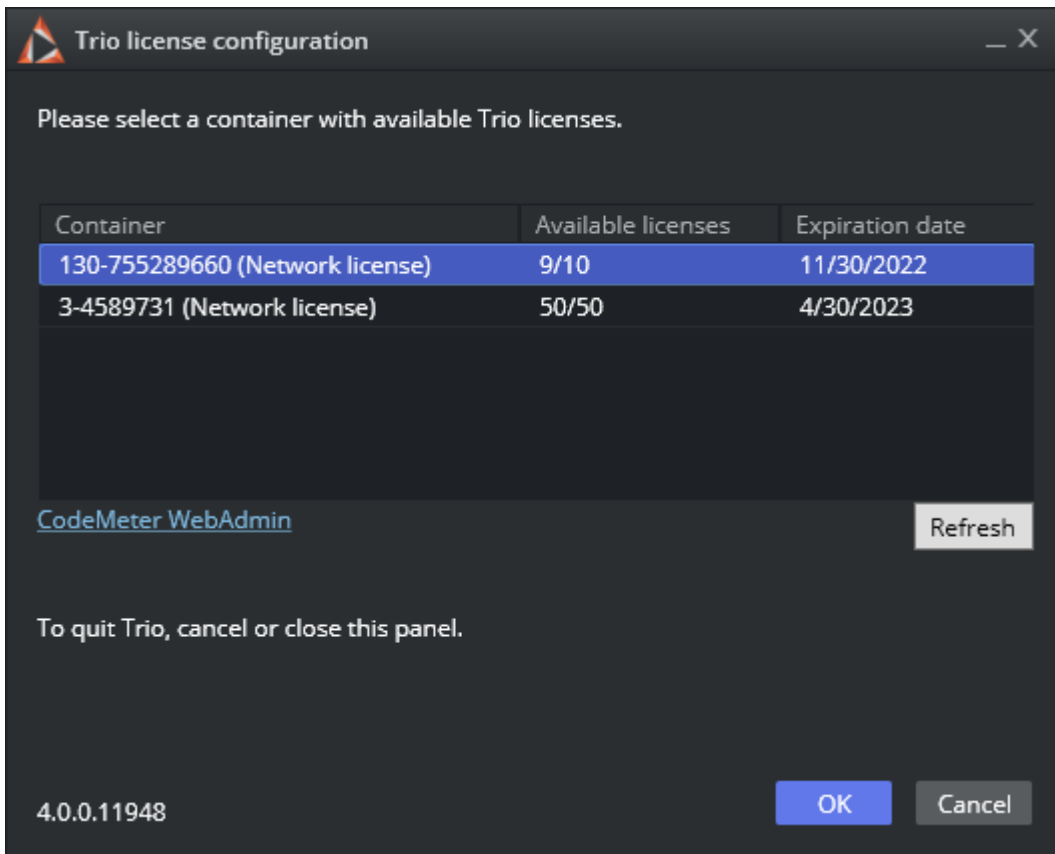 Trio license configuration
Please select a container with available Trio licenses.
Container Available licenses Expiration date
130-755289660 (Network license) 9/10 11/30/2022
3-4589731 (Network license) 50/50 4/30/2023
CodeMeter WebAdmin
Refresh
To quit Trio, cancel or close this panel.
4.0.0.11948
OK Cancel